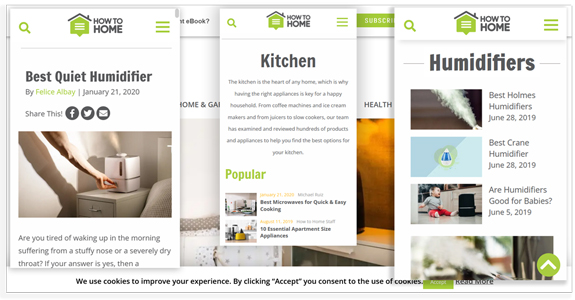 HOW TO
HOME
Best Quiet Humidifier
By Felice Albay | January 21, 2020
Share This!
Are you tired of waking up in the morning
suffering from a stuffy nose or a severely dry
throat? If your answer is yes, then a
nt eBook?
SUBSCRI
HOME & GA
HEALTH
HOW TO
HOME
Kitchen
The kitchen is the heart of any home, which is why
having the right appliances is key for a happy
household. From coffee machines and ice cream
makers and from juicers to slow cookers, our team
has examined and reviewed hundreds of products
and appliances to help you find the best options for
your kitchen.
Popular
January 21, 2020 Michael Ruiz
Best Microwaves for Quick & Easy
Cooking
August 11, 2019 How to Home Staff
10 Essential Apartment Size
Appliances
HOW TO
HOME
Humidifiers
Best Holmes
Humidifiers
June 28, 2019
Best Crane
Humidifier
June 28, 2019
Are Humidifiers
Good for Babies?
June 5, 2019
We use cookies to improve your experience. By clicking “Accept” you consent to the use of cookies. Accept Read More